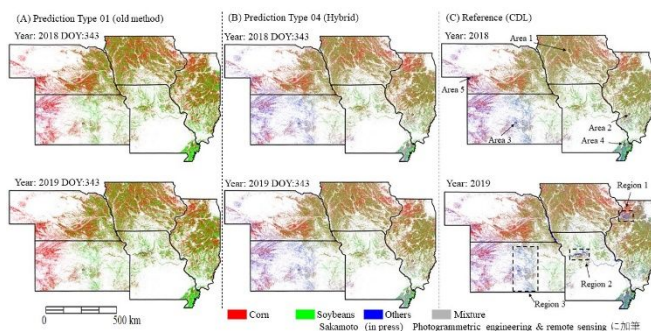 (A) Prediction Type 01 (old method)
(B) Prediction Type 04 (Hybrid)
(C) Reference (CDL)
Year: 2018 DOY:343
Year: 2018 DOY:343
Year: 2018
Area 1
Area 5
Area 2
Area 3
Area 4
Year: 2019 DOY:343
Year: 2019 DOY:343
Year: 2019
Region 1
Region 2
Region 3
0
500 km
Corn
Soybeans
Others
Mixture
Sakamoto (in press) Photogrammetric engineering & remote sensing に加筆